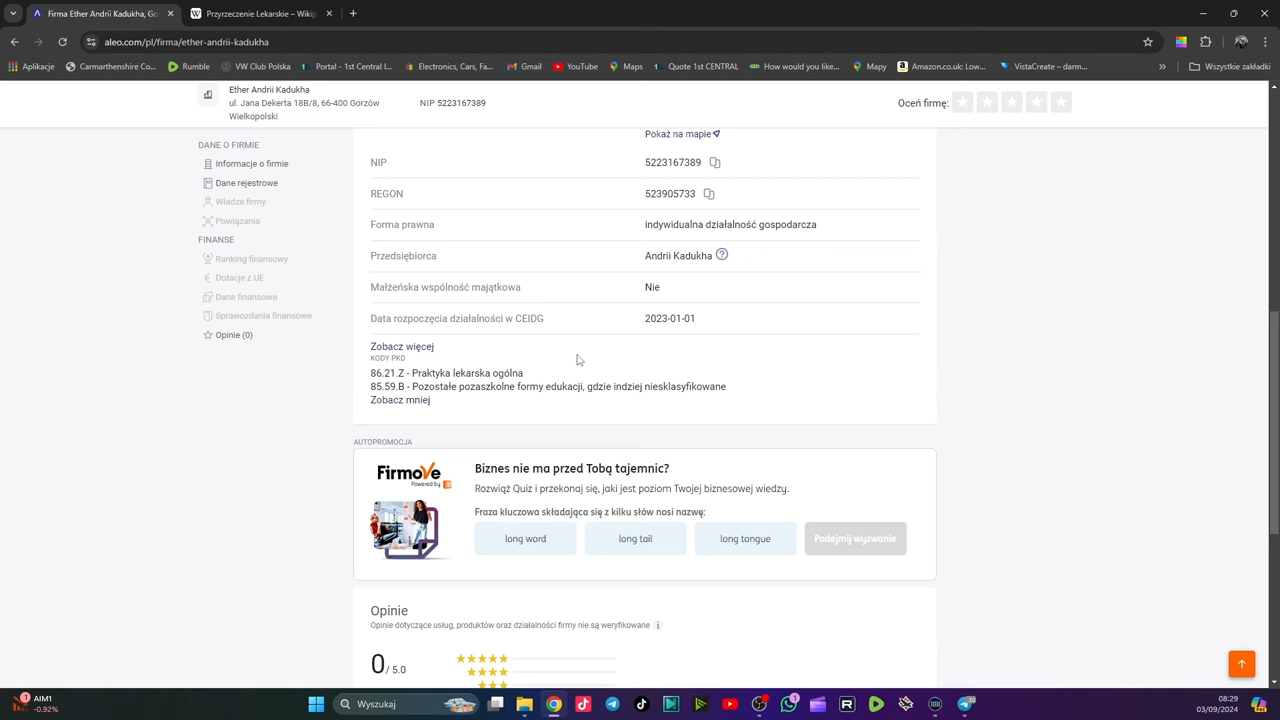 Firma Ether Andrii Kadukha, Go
Przyrzeczenie Lekarskie – Wikip
aleo.com/pl/firma/ether-andrii-kadukha
Aplikacje
Carmarthenshire Co...
Rumble
VW Club Polska
Portal - 1st Central I...
Electronics, Cars, Fa...
Gmail
YouTube
Maps
Quote 1st CENTRAL
How would you like...
Mapy
Amazon.co.uk: Low...
VistaCreate – darm...
Wszystkie zakładki
Ether Andrii Kadukha
ul. Jana Dekerta 18B/8, 66-400 Gorzów
Wielkopolski
NIP 5223167389
Oceń firmę:
DANE O FIRMIE
Informacje o firmie
Dane rejestrowe
Władze firmy
Powiązania
FINANSE
Ranking finansowy
Dotacje z UE
Dane finansowe
Sprawozdania finansowe
Opinie (0)
Pokaż na mapie
NIP 5223167389
REGON 523905733
Forma prawna indywidualna działalność gospodarcza
Przedsiębiorca Andrii Kadukha
Małżeńska wspólność majątkowa Nie
Data rozpoczęcia działalności w CEIDG 2023-01-01
Zobacz więcej
KODY PKD
86.21.Z - Praktyka lekarska ogólna
85.59.B - Pozostałe pozaszkolne formy edukacji, gdzie indziej niesklasyfikowane
Zobacz mniej
AUTOPROMOCJA
Firmove
Powered by
Biznes nie ma przed Tobą tajemnic?
Rozwiąż Quiz i przekonaj się, jaki jest poziom Twojej biznesowej wiedzy.
Fraza kluczowa składająca się z kilku słów nosi nazwę:
long word
long tail
long tongue
Podejmij wyzwanie
Opinie
Opinie dotyczące usług, produktów oraz działalności firmy nie są weryfikowane
0 / 5.0
AIM1
-0.92%
Wyszukaj
08:29
03/09/2024